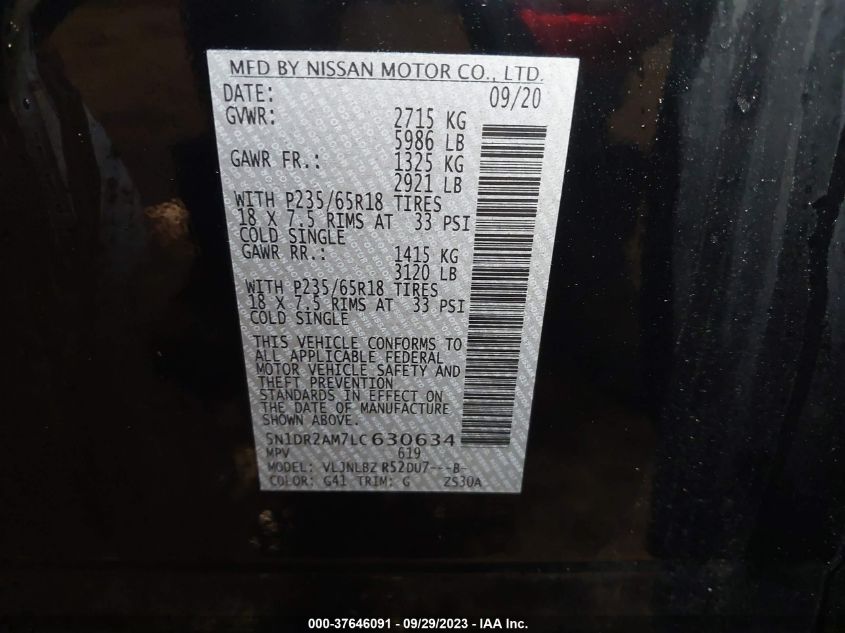 MFD BY NISSAN MOTOR CO., LTD.
DATE: 09/20
GVWR: 2715 KG
5986 LB
GAWR FR.: 1325 KG
2921 LB
WITH P235/65R18 TIRES
18 X 7.5 RIMS AT 33 PSI
COLD SINGLE
GAWR RR.: 1415 KG
3120 LB
WITH P235/65R18 TIRES
18 X 7.5 RIMS AT 33 PSI
COLD SINGLE
THIS VEHICLE CONFORMS TO
ALL APPLICABLE FEDERAL
MOTOR VEHICLE SAFETY AND
THEFT PREVENTION
STANDARDS IN EFFECT ON
THE DATE OF MANUFACTURE
SHOWN ABOVE.
5N1DR2AM7LC630634
MPV 619
MODEL: VLJNLBZ R52DU7---B-
COLOR: G41 TRIM: G ZS30A
000-37646091 - 09/29/2023 - IAA Inc.